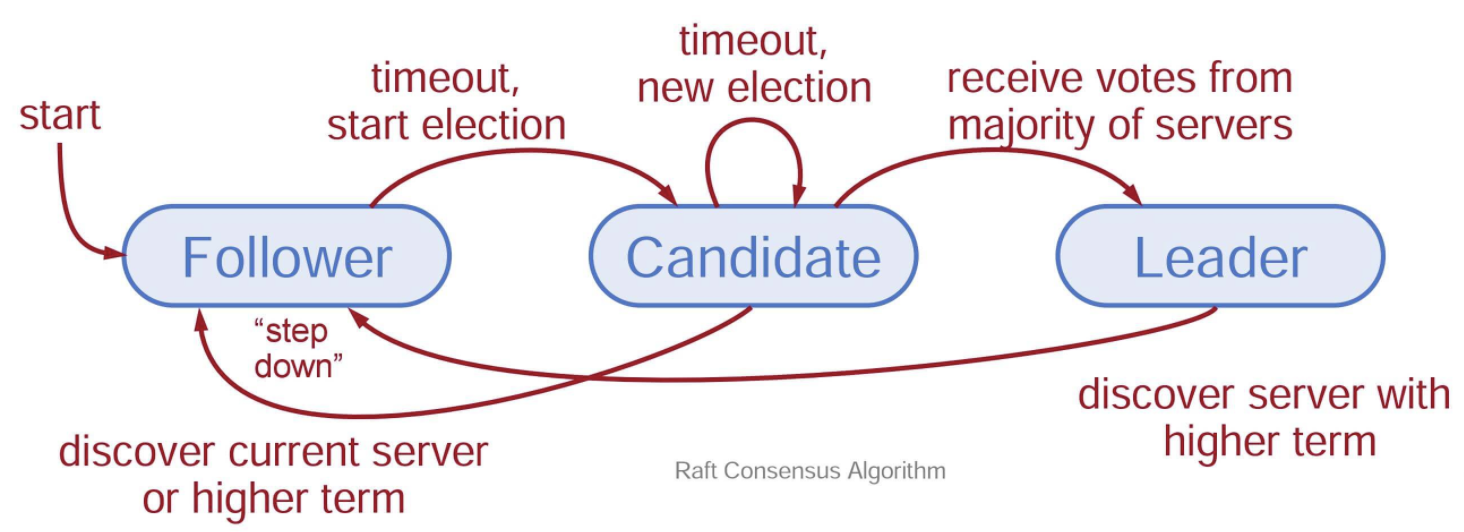 start
timeout,
start election
timeout,
new election
receive votes from
majority of servers
Follower
Candidate
Leader
“step
down”
discover current server
or higher term
discover server with
higher term
Raft Consensus Algorithm